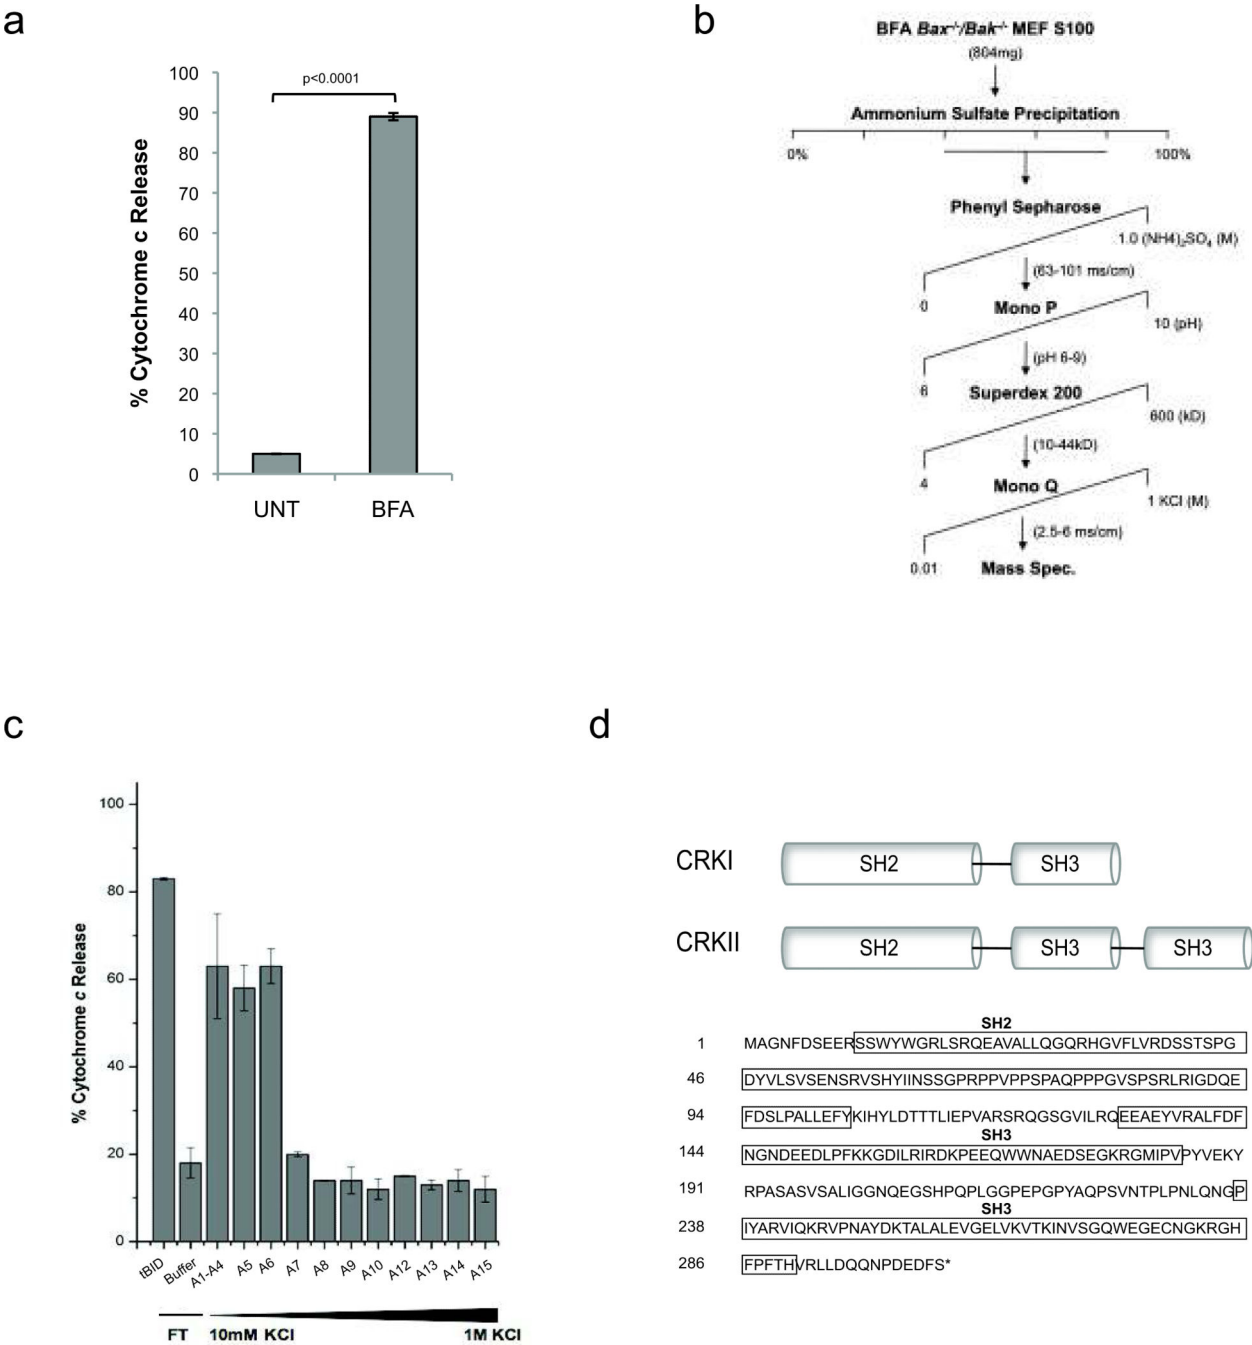 a
p<0.0001
% Cytochrome c Release
100
90
80
70
60
50
40
30
20
10
0
UNT BFA
b
BFA Bax-/-/Bak-/- MEF S100
(804mg)
Ammonium Sulfate Precipitation
0% 100%
Phenyl Sepharose
1.0 (NH4)2SO4 (M)
(63-101 ms/cm)
0
Mono P
10 (pH)
(pH 6-9)
6
Superdex 200
600 (kD)
(10-44kD)
4
Mono Q
1 KCl (M)
(2.5-6 ms/cm)
0.01
Mass Spec.
c
% Cytochrome c Release
100
80
60
40
20
0
tBID Buffer A1-A4 A5 A6 A7 A8 A9 A10 A12 A13 A14 A15
FT 10mM KCl 1M KCl
d
CRKI SH2 SH3
CRKII SH2 SH3 SH3
SH2
1 MAGNFDSEERSSWYWGRLSRQEAVALLQGQRHGVFLVRDSSTSPG
46 DYVLSVSENSRVSHYIINSSGPRPPVPPSPAQPPPGVSPSRLRIGDQE
94 FDSLPALLEFYKIHYLDTTTLIEPVARSRQGSGVILRQEEAEYVRALFDF
SH3
144 NGNDEEDLPFKKGDILRIRDKPEEQWWNAEDSEGKRGMIPVPYVEKY
191 RPASASVSALIGGNQEGSHPQPLGGPEPGPYAQPSVNTPLPNLQNGP
SH3
238 IYARVIQKRVPNAYDKTALALEVGELVKVTKINVSGQWEGECNGKRGH
286 FPFTHVRLLDQQNPDEDFS*